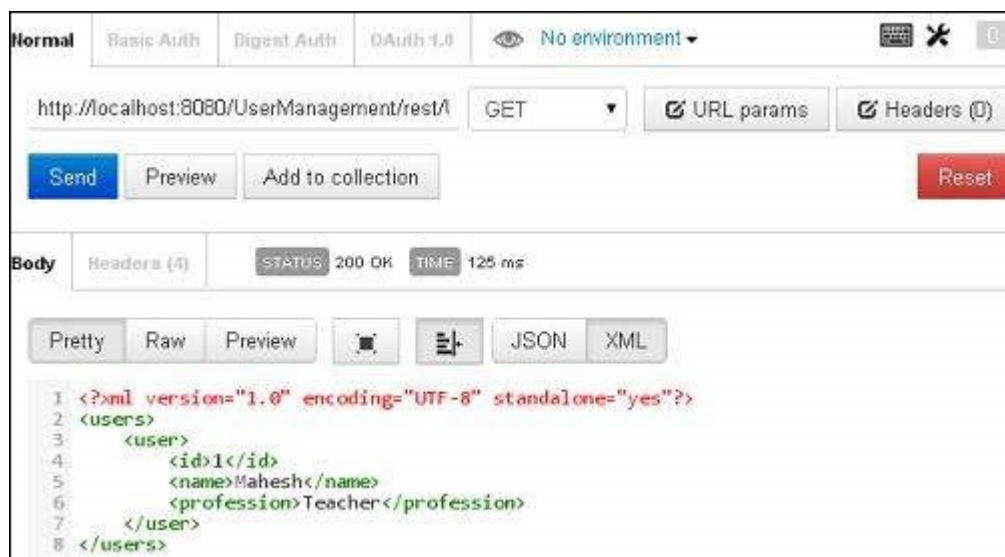 Normal Basic Auth Digest Auth OAuth 1.0 No environment 0
http://localhost:8080/UserManagement/rest/ GET URL params Headers (0)
Send Preview Add to collection Reset
Body Headers (4) STATUS 200 OK TIME 125 ms
Pretty Raw Preview JSON XML
1 <?xml version="1.0" encoding="UTF-8" standalone="yes"?>
2 <users>
3 <user>
4 <id>1</id>
5 <name>Mahesh</name>
6 <profession>Teacher</profession>
7 </user>
8 </users>